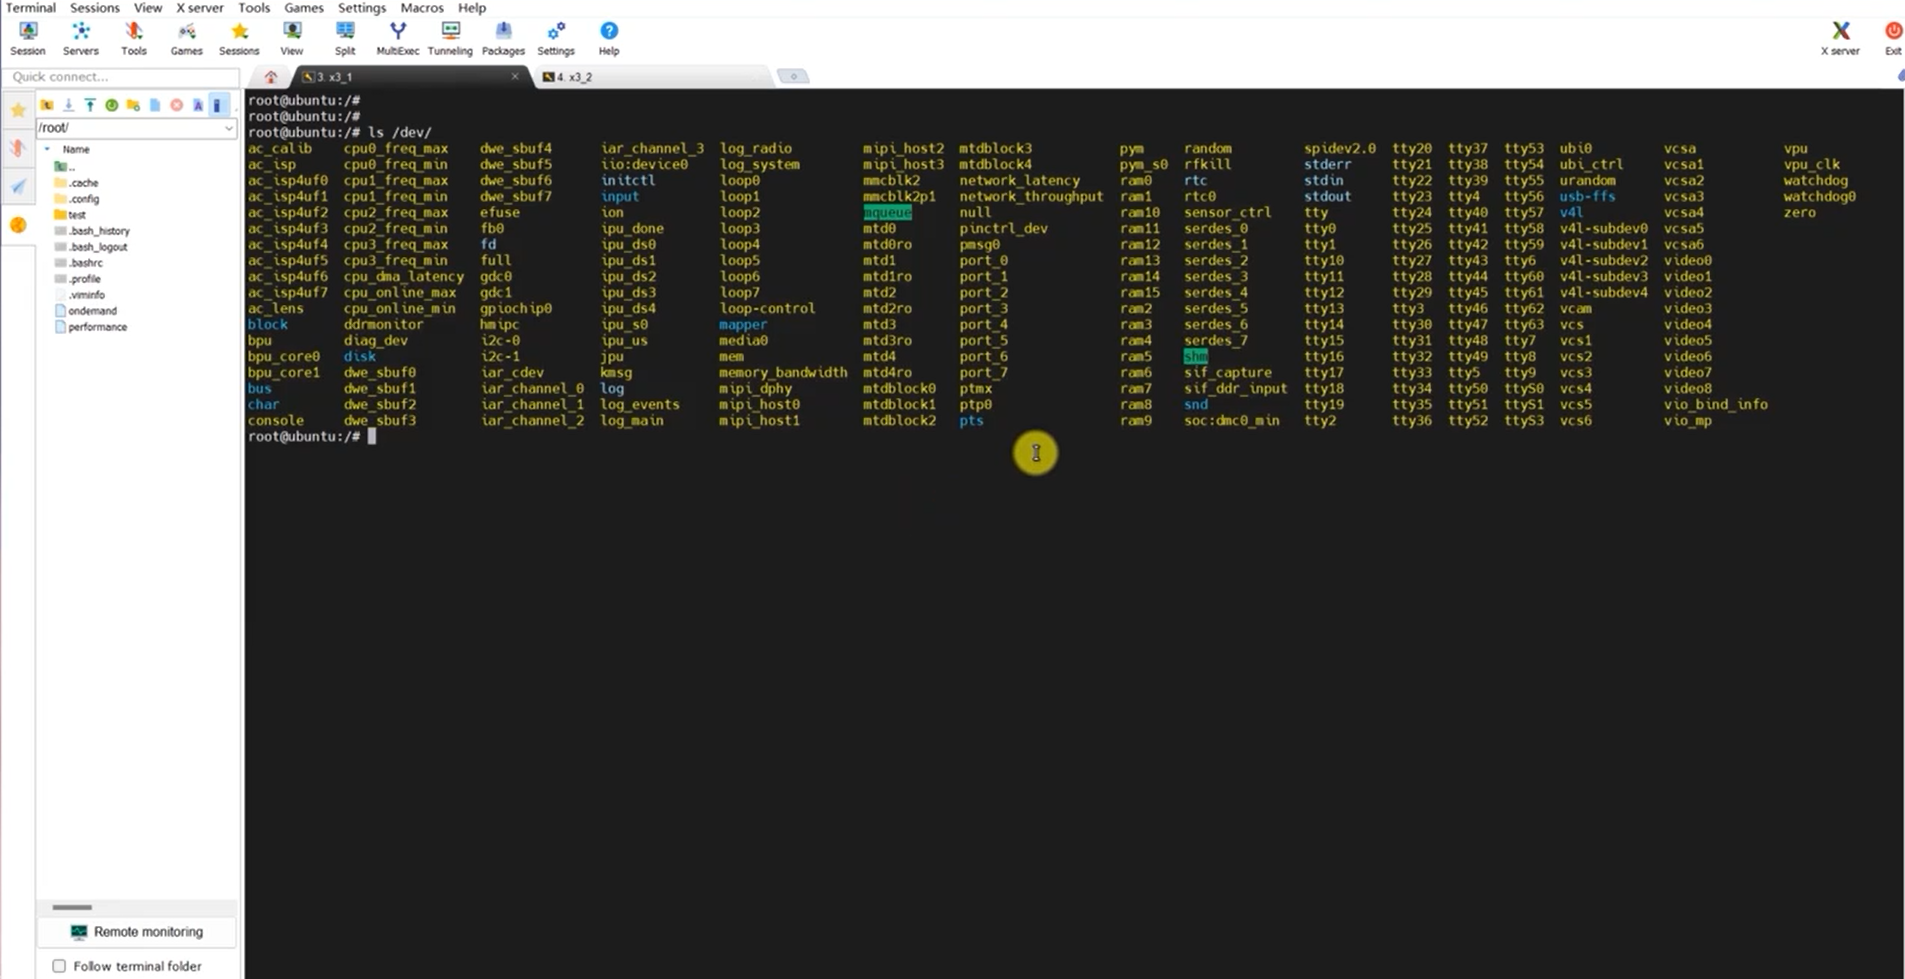 Terminal Sessions View X server Tools Games Settings Macros Help
Session Servers Tools Games Sessions View Split MultiExec Tunneling Packages Settings Help X server Exit
Quick connect...
3. x3_1
4. x3_2
/root/
Name
..
.cache
.config
test
.bash_history
.bash_logout
.bashrc
.profile
.viminfo
ondemand
performance
Remote monitoring
Follow terminal folder
root@ubuntu:/#
root@ubuntu:/#
root@ubuntu:/# ls /dev/
ac_calib cpu0_freq_max dwe_sbuf4 iar_channel_3 log_radio mipi_host2 mtdblock3 pym random spidev2.0 tty20 tty37 tty53 ubi0 vcsa vpu
ac_isp cpu0_freq_min dwe_sbuf5 iio:device0 log_system mipi_host3 mtdblock4 pym_s0 rfkill stderr tty21 tty38 tty54 ubi_ctrl vcsa1 vpu_clk
ac_isp4uf0 cpu1_freq_max dwe_sbuf6 initctl loop0 mmcblk2 network_latency ram0 rtc stdin tty22 tty39 tty55 urandom vcsa2 watchdog
ac_isp4uf1 cpu1_freq_min dwe_sbuf7 input loop1 mmcblk2p1 network_throughput ram1 rtc0 stdout tty23 tty4 tty56 usb-ffs vcsa3 watchdog0
ac_isp4uf2 cpu2_freq_max efuse ion loop2 mqueue null ram10 sensor_ctrl tty tty24 tty40 tty57 v4l vcsa4 zero
ac_isp4uf3 cpu2_freq_min fb0 ipu_done loop3 mtd0 pinctrl_dev ram11 serdes_0 tty0 tty25 tty41 tty58 v4l-subdev0 vcsa5
ac_isp4uf4 cpu3_freq_max fd ipu_ds0 loop4 mtd0ro pmsg0 ram12 serdes_1 tty1 tty26 tty42 tty59 v4l-subdev1 vcsa6
ac_isp4uf5 cpu3_freq_min full ipu_ds1 loop5 mtd1 port_0 ram13 serdes_2 tty10 tty27 tty43 tty6 v4l-subdev2 video0
ac_isp4uf6 cpu_dma_latency gdc0 ipu_ds2 loop6 mtd1ro port_1 ram14 serdes_3 tty11 tty28 tty44 tty60 v4l-subdev3 video1
ac_isp4uf7 cpu_online_max gdc1 ipu_ds3 loop7 mtd2 port_2 ram15 serdes_4 tty12 tty29 tty45 tty61 v4l-subdev4 video2
ac_lens cpu_online_min gpiochip0 ipu_ds4 loop-control mtd2ro port_3 ram2 serdes_5 tty13 tty3 tty46 tty62 vcam video3
block ddrmonitor hmipc ipu_s0 mapper mtd3 port_4 ram3 serdes_6 tty14 tty30 tty47 tty63 vcs video4
bpu diag_dev i2c-0 ipu_us media0 mtd3ro port_5 ram4 serdes_7 tty15 tty31 tty48 tty7 vcs1 video5
bpu_core0 disk i2c-1 jpu mem mtd4 port_6 ram5 shm tty16 tty32 tty49 tty8 vcs2 video6
bpu_core1 dwe_sbuf0 iar_cdev kmsg memory_bandwidth mtd4ro port_7 ram6 sif_capture tty17 tty33 tty5 tty9 vcs3 video7
bus dwe_sbuf1 iar_channel_0 log mipi_dphy mtdblock0 ptmx ram7 sif_ddr_input tty18 tty34 tty50 ttyS0 vcs4 video8
char dwe_sbuf2 iar_channel_1 log_events mipi_host0 mtdblock1 ptp0 ram8 snd tty19 tty35 tty51 ttyS1 vcs5 vio_bind_info
console dwe_sbuf3 iar_channel_2 log_main mipi_host1 mtdblock2 pts ram9 soc:dmc0_min tty2 tty36 tty52 ttyS3 vcs6 vio_mp
root@ubuntu:/#